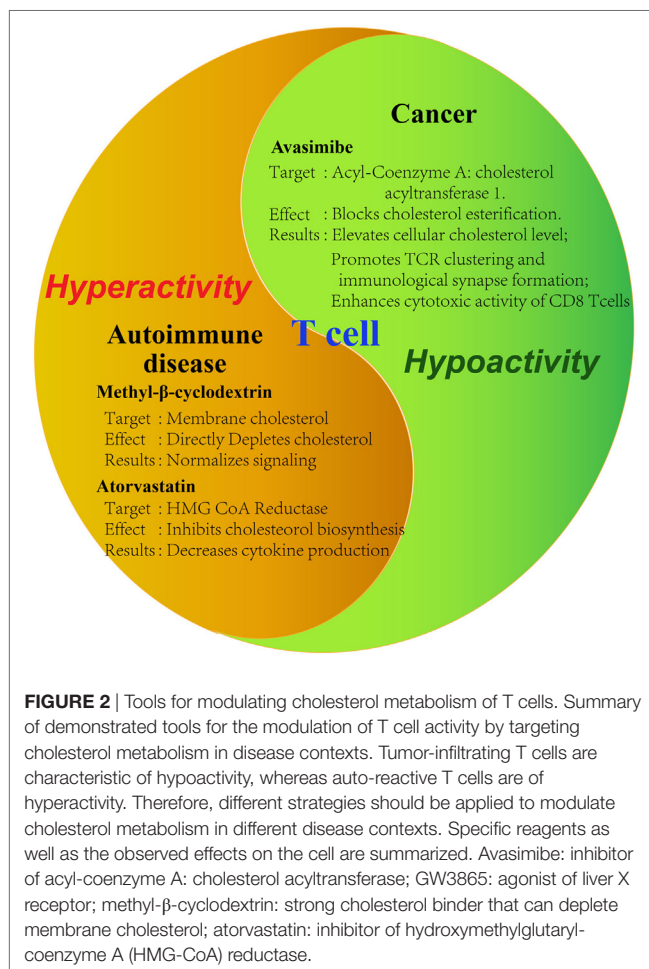 Cancer
Avasimibe
Target : Acyl-Coenzyme A: cholesterol
acyltransferase 1.
Effect : Blocks cholesterol esterification.
Results : Elevates cellular cholesterol level;
Promotes TCR clustering and
immunological synapse formation;
Enhances cytotoxic activity of CD8 Tcells
Hyperactivity
T cell
Hypoactivity
Autoimmune
disease
Methyl-β-cyclodextrin
Target : Membrane cholesterol
Effect : Directly Depletes cholesterol
Results : Normalizes signaling
Atorvastatin
Target : HMG CoA Reductase
Effect : Inhibits cholesteorol biosynthesis
Results : Decreases cytokine production
FIGURE 2 | Tools for modulating cholesterol metabolism of T cells. Summary
of demonstrated tools for the modulation of T cell activity by targeting
cholesterol metabolism in disease contexts. Tumor-infiltrating T cells are
characteristic of hypoactivity, whereas auto-reactive T cells are of
hyperactivity. Therefore, different strategies should be applied to modulate
cholesterol metabolism in different disease contexts. Specific reagents as
well as the observed effects on the cell are summarized. Avasimibe: inhibitor
of acyl-coenzyme A: cholesterol acyltransferase; GW3865: agonist of liver X
receptor; methyl-β-cyclodextrin: strong cholesterol binder that can deplete
membrane cholesterol; atorvastatin: inhibitor of hydroxymethylglutaryl-
coenzyme A (HMG-CoA) reductase.